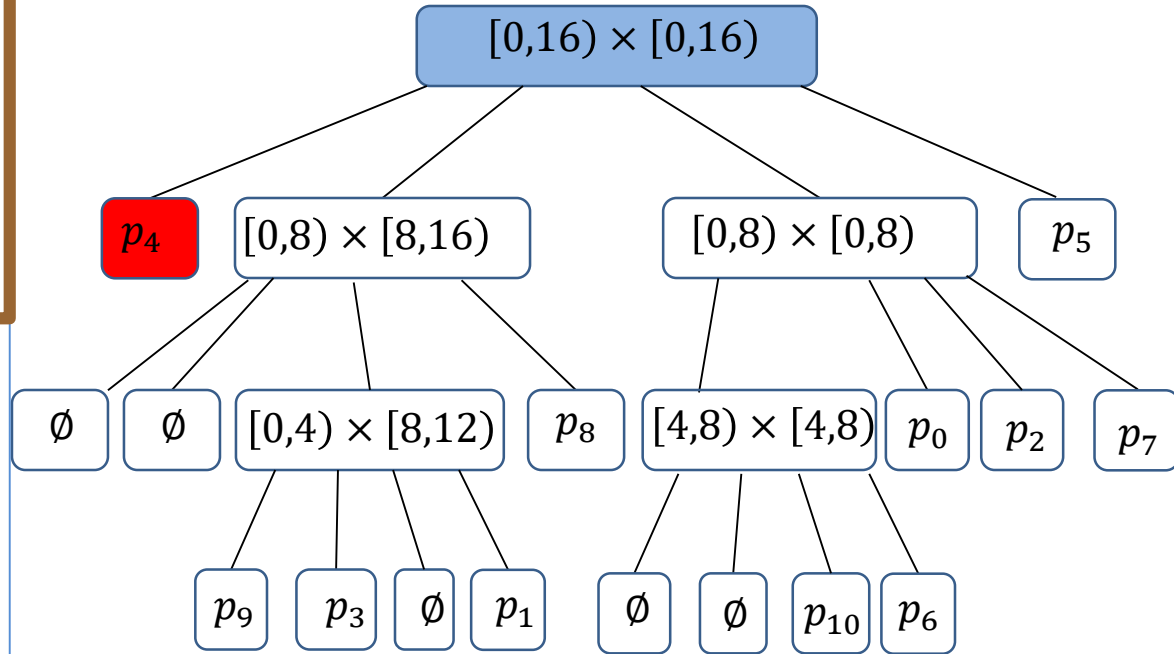 [0,16) × [0,16)
p₄ [0,8) × [8,16) [0,8) × [0,8) p₅
∅ ∅ [0,4) × [8,12) p₈ [4,8) × [4,8) p₀ p₂ p₇
p₉ p₃ ∅ p₁ ∅ ∅ p₁₀ p₆